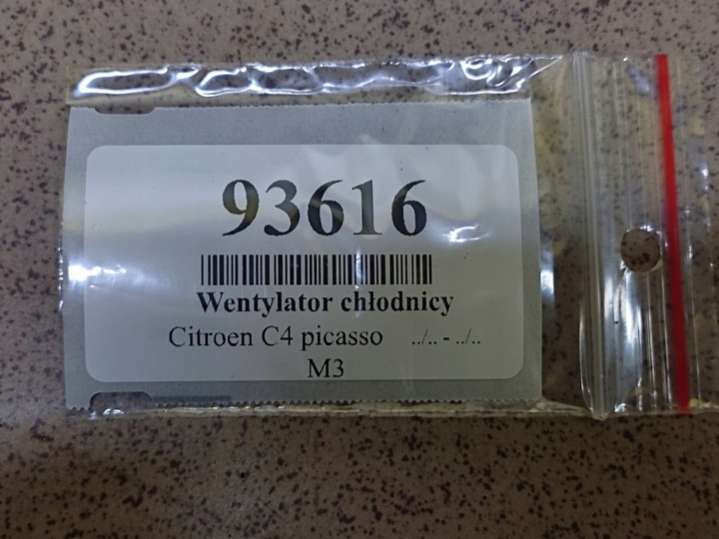 93616
Wentylator chłodnicy
Citroen C4 picasso ../.. - ../..
M3